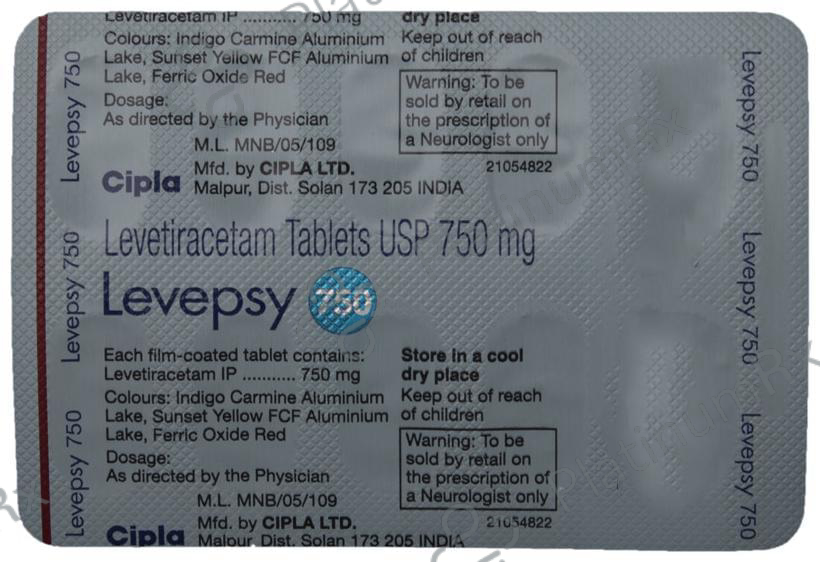 Levetiracetam IP ........... 750 mg
Colours: Indigo Carmine Aluminium
Lake, Sunset Yellow FCF Aluminium
Lake, Ferric Oxide Red
Dosage:
As directed by the Physician
M.L. MNB/05/109
Mfd. by CIPLA LTD.
Cipla
Malpur, Dist. Solan 173 205 INDIA
dry place
Keep out of reach
of children
Warning: To be
sold by retail on
the prescription of
a Neurologist only
21054822
Levetiracetam Tablets USP 750 mg
Levepsy 750
Each film-coated tablet contains:
Levetiracetam IP ........... 750 mg
Colours: Indigo Carmine Aluminium
Lake, Sunset Yellow FCF Aluminium
Lake, Ferric Oxide Red
Dosage:
As directed by the Physician
M.L. MNB/05/109
Mfd. by CIPLA LTD.
Cipla
Malpur, Dist. Solan 173 205 INDIA
Store in a cool
dry place
Keep out of reach
of children
Warning: To be
sold by retail on
the prescription of
a Neurologist only
21054822
Levepsy 750
Levepsy 750
Levepsy 750
Levepsy 750
Levepsy 750
Levepsy 750